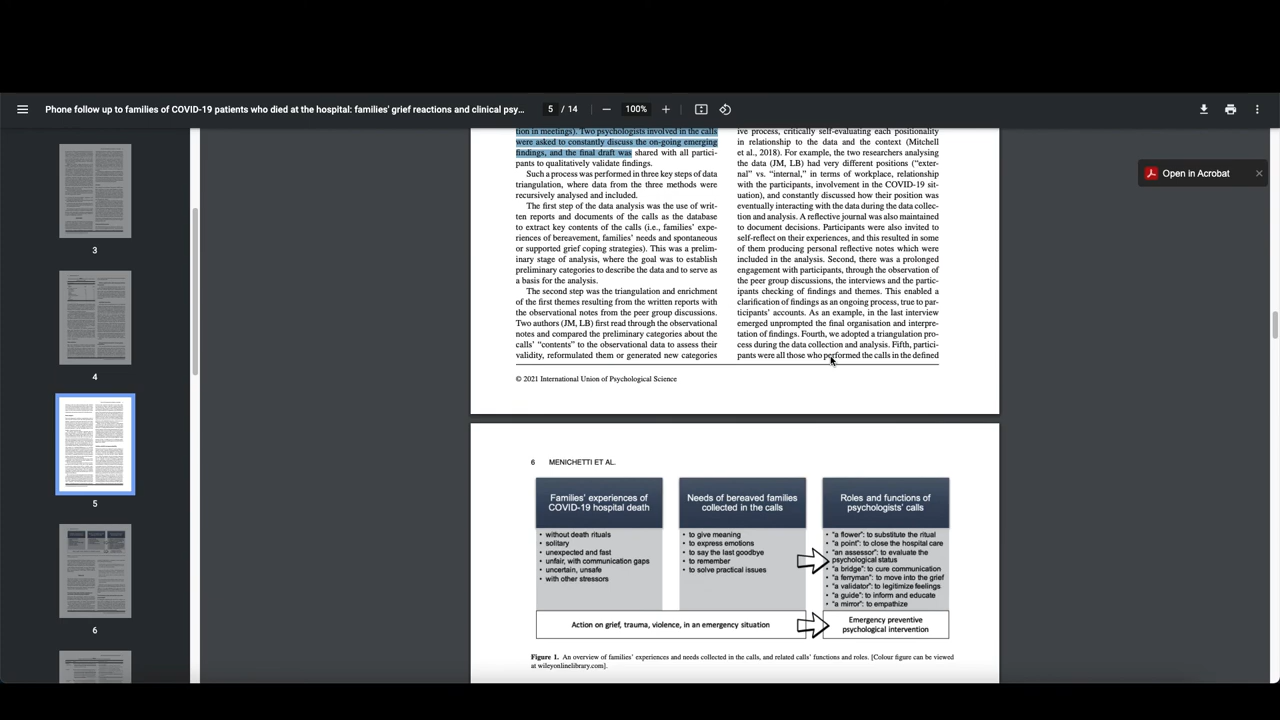 Phone follow up to families of COVID-19 patients who died at the hospital: families' grief reactions and clinical psy...
5 / 14
100%
Open in Acrobat
3
4
5
6
tion in meetings). Two psychologists involved in the calls
were asked to constantly discuss the on-going emerging
findings, and the final draft was shared with all partici-
pants to qualitatively validate findings.
Such a process was performed in three key steps of data
triangulation, where data from the three methods were
recursively analysed and included.
The first step of the data analysis was the use of writ-
ten reports and documents of the calls as the database
to extract key contents of the calls (i.e., families' expe-
riences of bereavement, families' needs and spontaneous
or supported grief coping strategies). This was a prelim-
inary stage of analysis, where the goal was to establish
preliminary categories to describe the data and to serve as
a basis for the analysis.
The second step was the triangulation and enrichment
of the first themes resulting from the written reports with
the observational notes from the peer group discussions.
Two authors (JM, LB) first read through the observational
notes and compared the preliminary categories about the
calls' "contents" to the observational data to assess their
validity, reformulated them or generated new categories
ive process, critically self-evaluating each positionality
in relationship to the data and the context (Mitchell
et al., 2018). For example, the two researchers analysing
the data (JM, LB) had very different positions ("exter-
nal" vs. "internal," in terms of workplace, relationship
with the participants, involvement in the COVID-19 sit-
uation), and constantly discussed how their position was
eventually interacting with the data during the data collec-
tion and analysis. A reflective journal was also maintained
to document decisions. Participants were also invited to
self-reflect on their experiences, and this resulted in some
of them producing personal reflective notes which were
included in the analysis. Second, there was a prolonged
engagement with participants, through the observation of
the peer group discussions, the interviews and the partic-
ipants checking of findings and themes. This enabled a
clarification of findings as an ongoing process, true to par-
ticipants' accounts. As an example, in the last interview
emerged unprompted the final organisation and interpre-
tation of findings. Fourth, we adopted a triangulation pro-
cess during the data collection and analysis. Fifth, partici-
pants were all those who performed the calls in the defined
© 2021 International Union of Psychological Science
6 MENICHETTI ET AL.
Families' experiences of
COVID-19 hospital death
• without death rituals
• solitary
• unexpected and fast
• unfair, with communication gaps
• uncertain, unsafe
• with other stressors
Needs of bereaved families
collected in the calls
• to give meaning
• to express emotions
• to say the last goodbye
• to remember
• to solve practical issues
Roles and functions of
psychologists' calls
• "a flower": to substitute the ritual
• "a point": to close the hospital care
• "an assessor": to evaluate the
psychological status
• "a bridge": to cure communication
• "a ferryman": to move into the grief
• "a validator": to legitimize feelings
• "a guide": to inform and educate
• "a mirror": to empathize
Action on grief, trauma, violence, in an emergency situation
Emergency preventive
psychological intervention
Figure 1. An overview of families' experiences and needs collected in the calls, and related calls' functions and roles. [Colour figure can be viewed
at wileyonlinelibrary.com].